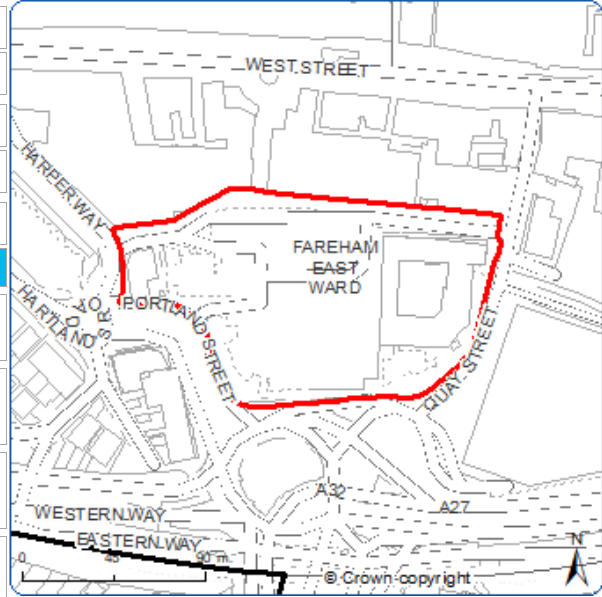 WEST STREET
HARPER WAY
FAREHAM
EAST
WARD
PORTLAND STREET
HARTLAND
QUAY STREET
A32
A27
WESTERN WAY
EASTERN WAY
N
0 45 90 m
© Crown copyright